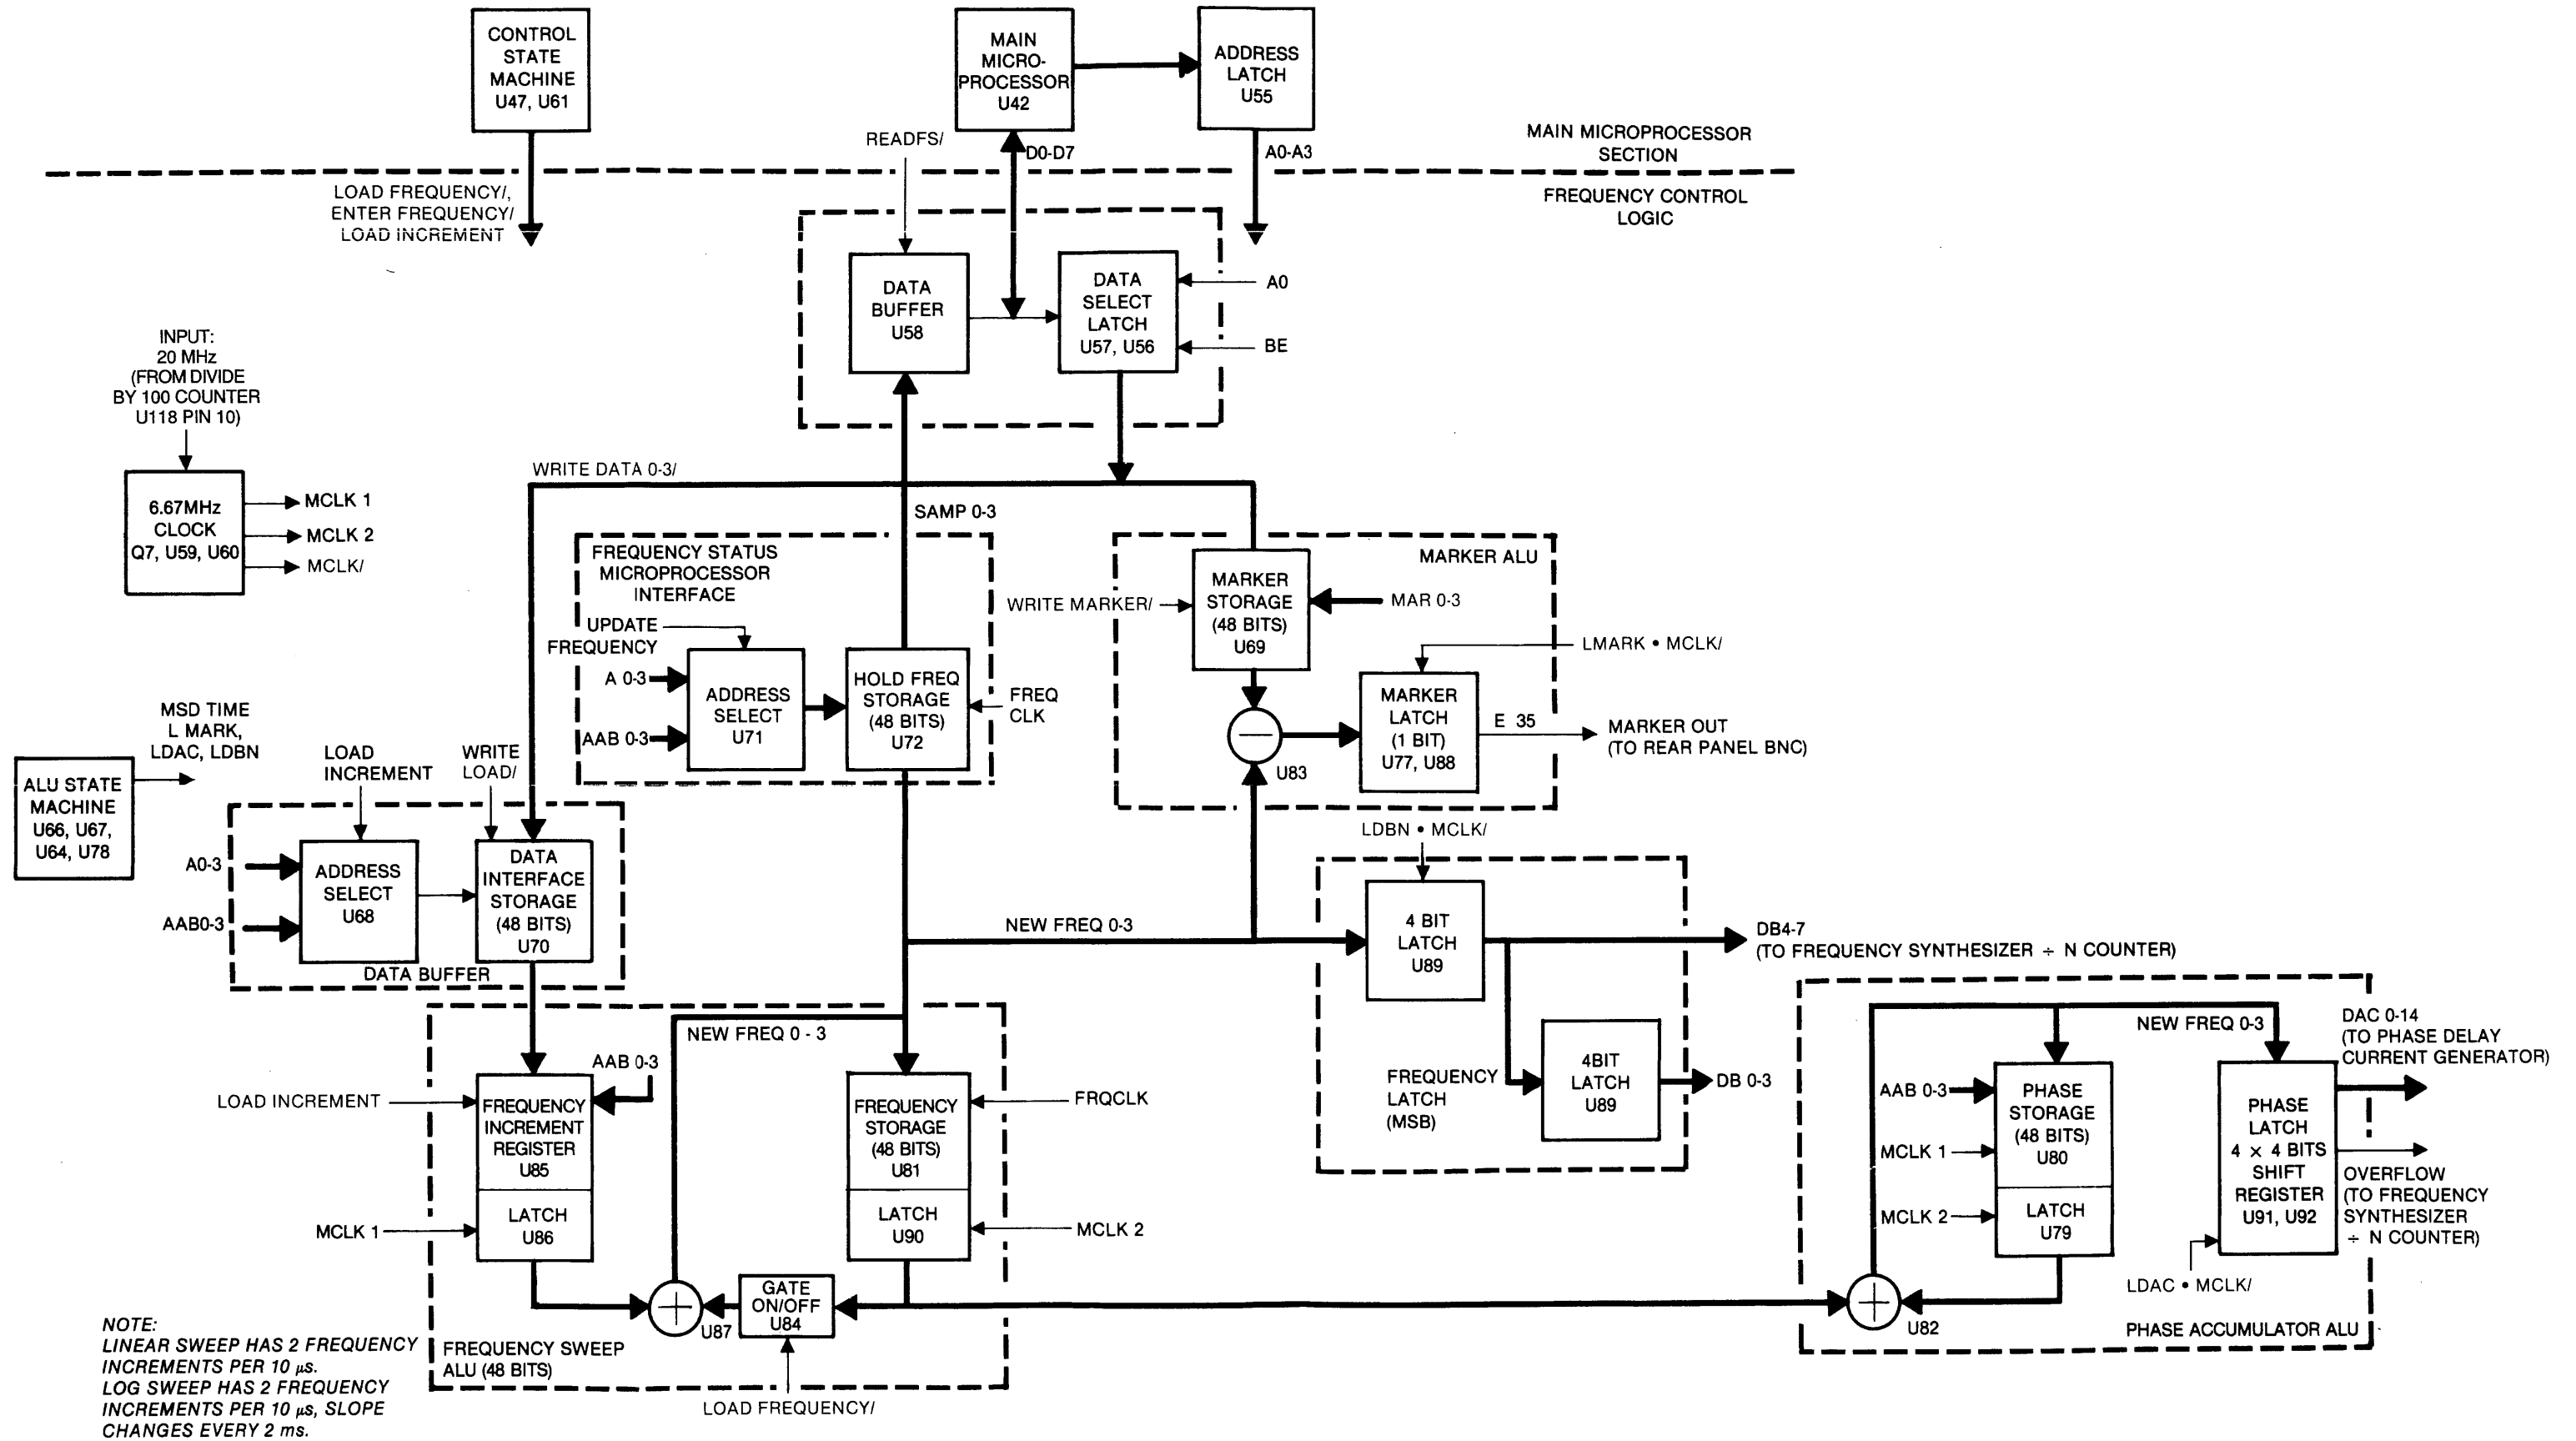 CONTROL
STATE
MACHINE
U47, U61
MAIN
MICRO-
PROCESSOR
U42
ADDRESS
LATCH
U55
READFS/
D0-D7
A0-A3
MAIN MICROPROCESSOR
SECTION
FREQUENCY CONTROL
LOGIC
LOAD FREQUENCY/,
ENTER FREQUENCY/
LOAD INCREMENT
DATA
BUFFER
U58
DATA
SELECT
LATCH
U57, U56
A0
BE
INPUT:
20 MHz
(FROM DIVIDE
BY 100 COUNTER
U118 PIN 10)
6.67MHz
CLOCK
Q7, U59, U60
MCLK 1
MCLK 2
MCLK/
WRITE DATA 0-3/
SAMP 0-3
FREQUENCY STATUS
MICROPROCESSOR
INTERFACE
UPDATE
FREQUENCY
A 0-3
AAB 0-3
ADDRESS
SELECT
U71
HOLD FREQ
STORAGE
(48 BITS)
U72
FREQ
CLK
MARKER ALU
MARKER
STORAGE
(48 BITS)
U69
WRITE MARKER/
MAR 0-3
LMARK • MCLK/
U83
MARKER
LATCH
(1 BIT)
U77, U88
E 35
MARKER OUT
(TO REAR PANEL BNC)
MSD TIME
L MARK,
LDAC, LDBN
ALU STATE
MACHINE
U66, U67,
U64, U78
LOAD
INCREMENT
WRITE
LOAD/
A0-3
AAB0-3
ADDRESS
SELECT
U68
DATA
INTERFACE
STORAGE
(48 BITS)
U70
DATA BUFFER
NEW FREQ 0-3
LDBN • MCLK/
4 BIT
LATCH
U89
DB4-7
(TO FREQUENCY SYNTHESIZER ÷ N COUNTER)
4BIT
LATCH
U89
DB 0-3
FREQUENCY
LATCH
(MSB)
NEW FREQ 0 - 3
AAB 0-3
LOAD INCREMENT
FREQUENCY
INCREMENT
REGISTER
U85
LATCH
U86
MCLK 1
FREQUENCY
STORAGE
(48 BITS)
U81
LATCH
U90
FRQCLK
MCLK 2
GATE
ON/OFF
U84
U87
FREQUENCY SWEEP
ALU (48 BITS)
LOAD FREQUENCY/
NEW FREQ 0-3
AAB 0-3
MCLK 1
MCLK 2
PHASE
STORAGE
(48 BITS)
U80
LATCH
U79
PHASE
LATCH
4 × 4 BITS
SHIFT
REGISTER
U91, U92
DAC 0-14
(TO PHASE DELAY
CURRENT GENERATOR)
OVERFLOW
(TO FREQUENCY
SYNTHESIZER
÷ N COUNTER)
LDAC • MCLK/
U82
PHASE ACCUMULATOR ALU
NOTE:
LINEAR SWEEP HAS 2 FREQUENCY
INCREMENTS PER 10 µs.
LOG SWEEP HAS 2 FREQUENCY
INCREMENTS PER 10 µs, SLOPE
CHANGES EVERY 2 ms.